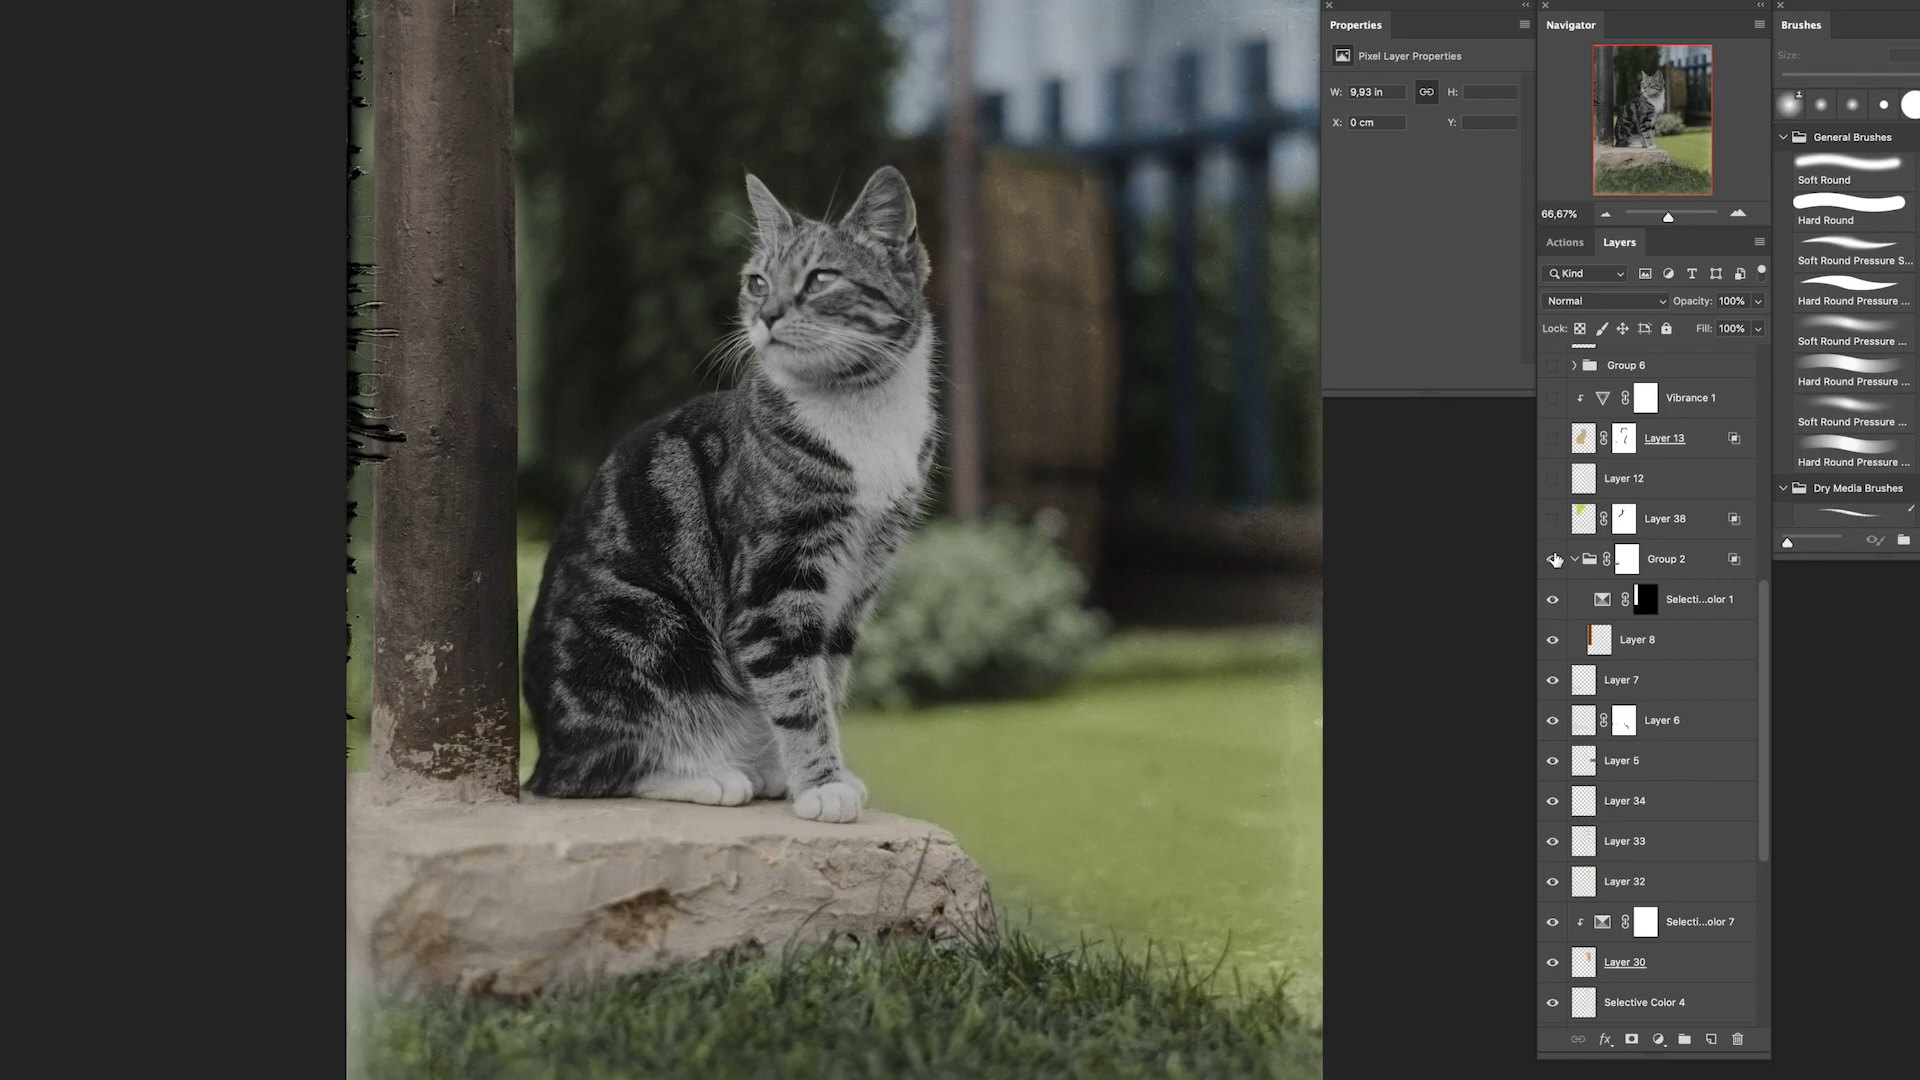 Properties
Pixel Layer Properties
W: 9,93 in H:
X: 0 cm Y:
Navigator
66,67%
Actions Layers
Kind
Normal Opacity: 100%
Lock: Fill: 100%
Group 6
Vibrance 1
Layer 13
Layer 12
Layer 38
Group 2
Selecti...olor 1
Layer 8
Layer 7
Layer 6
Layer 5
Layer 34
Layer 33
Layer 32
Selecti...olor 7
Layer 30
Selective Color 4
fx
Brushes
Size:
General Brushes
Soft Round
Hard Round
Soft Round Pressure S...
Hard Round Pressure ...
Soft Round Pressure ...
Hard Round Pressure ...
Soft Round Pressure ...
Hard Round Pressure ...
Dry Media Brushes